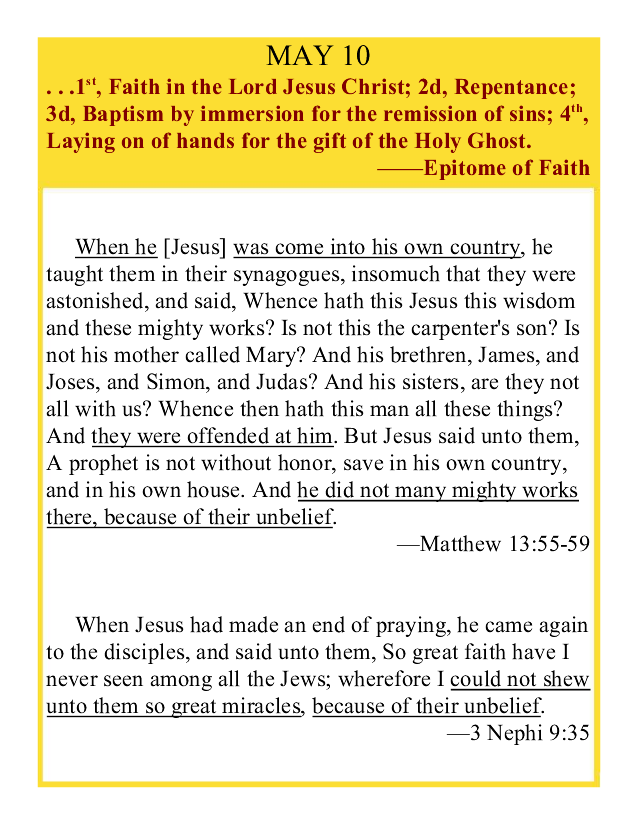 MAY 10
. . .1st, Faith in the Lord Jesus Christ; 2d, Repentance;
3d, Baptism by immersion for the remission of sins; 4th,
Laying on of hands for the gift of the Holy Ghost.
——Epitome of Faith
When he [Jesus] was come into his own country, he
taught them in their synagogues, insomuch that they were
astonished, and said, Whence hath this Jesus this wisdom
and these mighty works? Is not this the carpenter's son? Is
not his mother called Mary? And his brethren, James, and
Joses, and Simon, and Judas? And his sisters, are they not
all with us? Whence then hath this man all these things?
And they were offended at him. But Jesus said unto them,
A prophet is not without honor, save in his own country,
and in his own house. And he did not many mighty works
there, because of their unbelief.
—Matthew 13:55-59
When Jesus had made an end of praying, he came again
to the disciples, and said unto them, So great faith have I
never seen among all the Jews; wherefore I could not shew
unto them so great miracles, because of their unbelief.
—3 Nephi 9:35